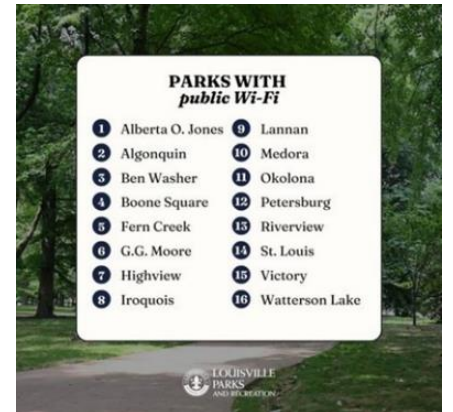 PARKS WITH
public Wi-Fi
1 Alberta O. Jones
2 Algonquin
3 Ben Washer
4 Boone Square
5 Fern Creek
6 G.G. Moore
7 Highview
8 Iroquois
9 Lannan
10 Medora
11 Okolona
12 Petersburg
13 Riverview
14 St. Louis
15 Victory
16 Watterson Lake
LOUISVILLE
PARKS
AND RECREATION